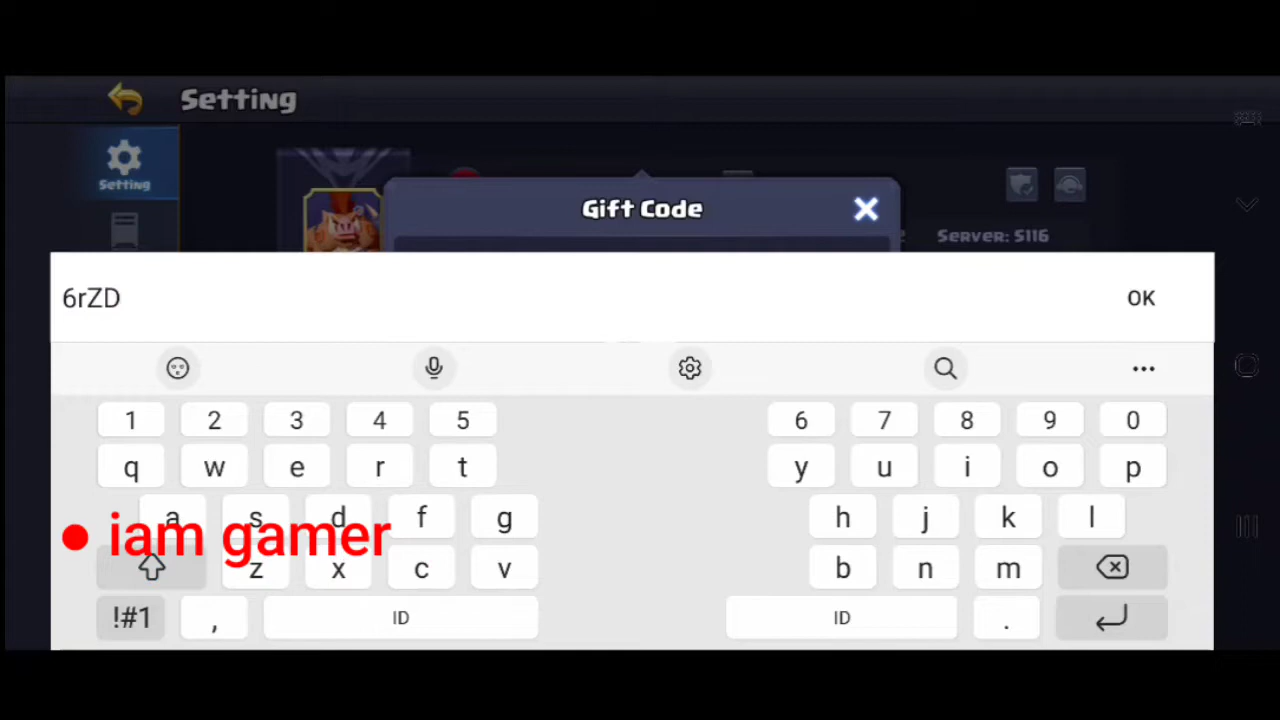 Setting
Setting
Gift Code
Server: 5116
6rZD
OK
1 2 3 4 5 6 7 8 9 0
q w e r t y u i o p
a s d f g h j k l
• iam gamer
z x c v b n m
!#1 , ID ID .